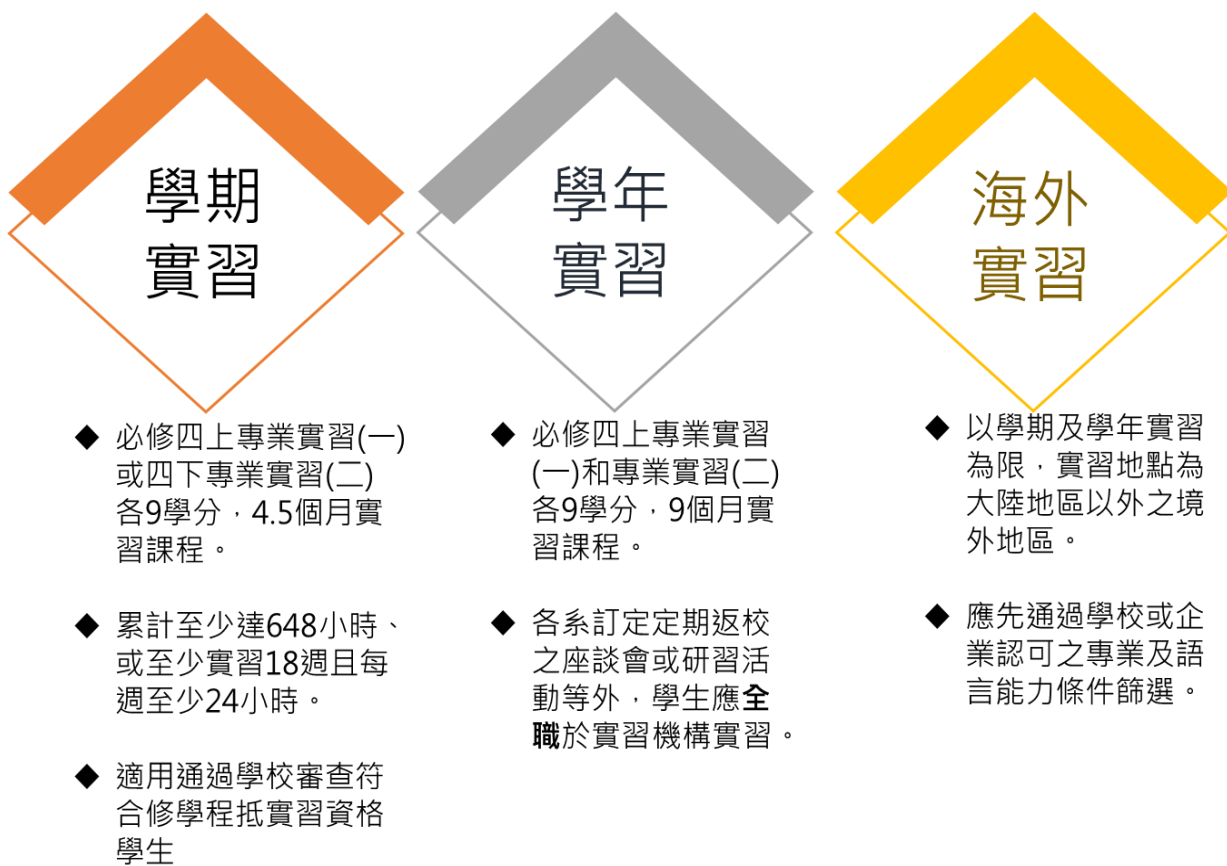 學期
實習
◆ 必修四上專業實習(一)
或四下專業實習(二)
各9學分，4.5個月實
習課程。
◆ 累計至少達648小時、
或至少實習18週且每
週至少24小時。
◆ 適用通過學校審查符
合修學程抵實習資格
學生
學年
實習
◆ 必修四上專業實習
(一)和專業實習(二)
各9學分，9個月實
習課程。
◆ 各系訂定定期返校
之座談會或研習活
動等外，學生應全
職於實習機構實習。
海外
實習
◆ 以學期及學年實習
為限，實習地點為
大陸地區以外之境
外地區。
◆ 應先通過學校或企
業認可之專業及語
言能力條件篩選。